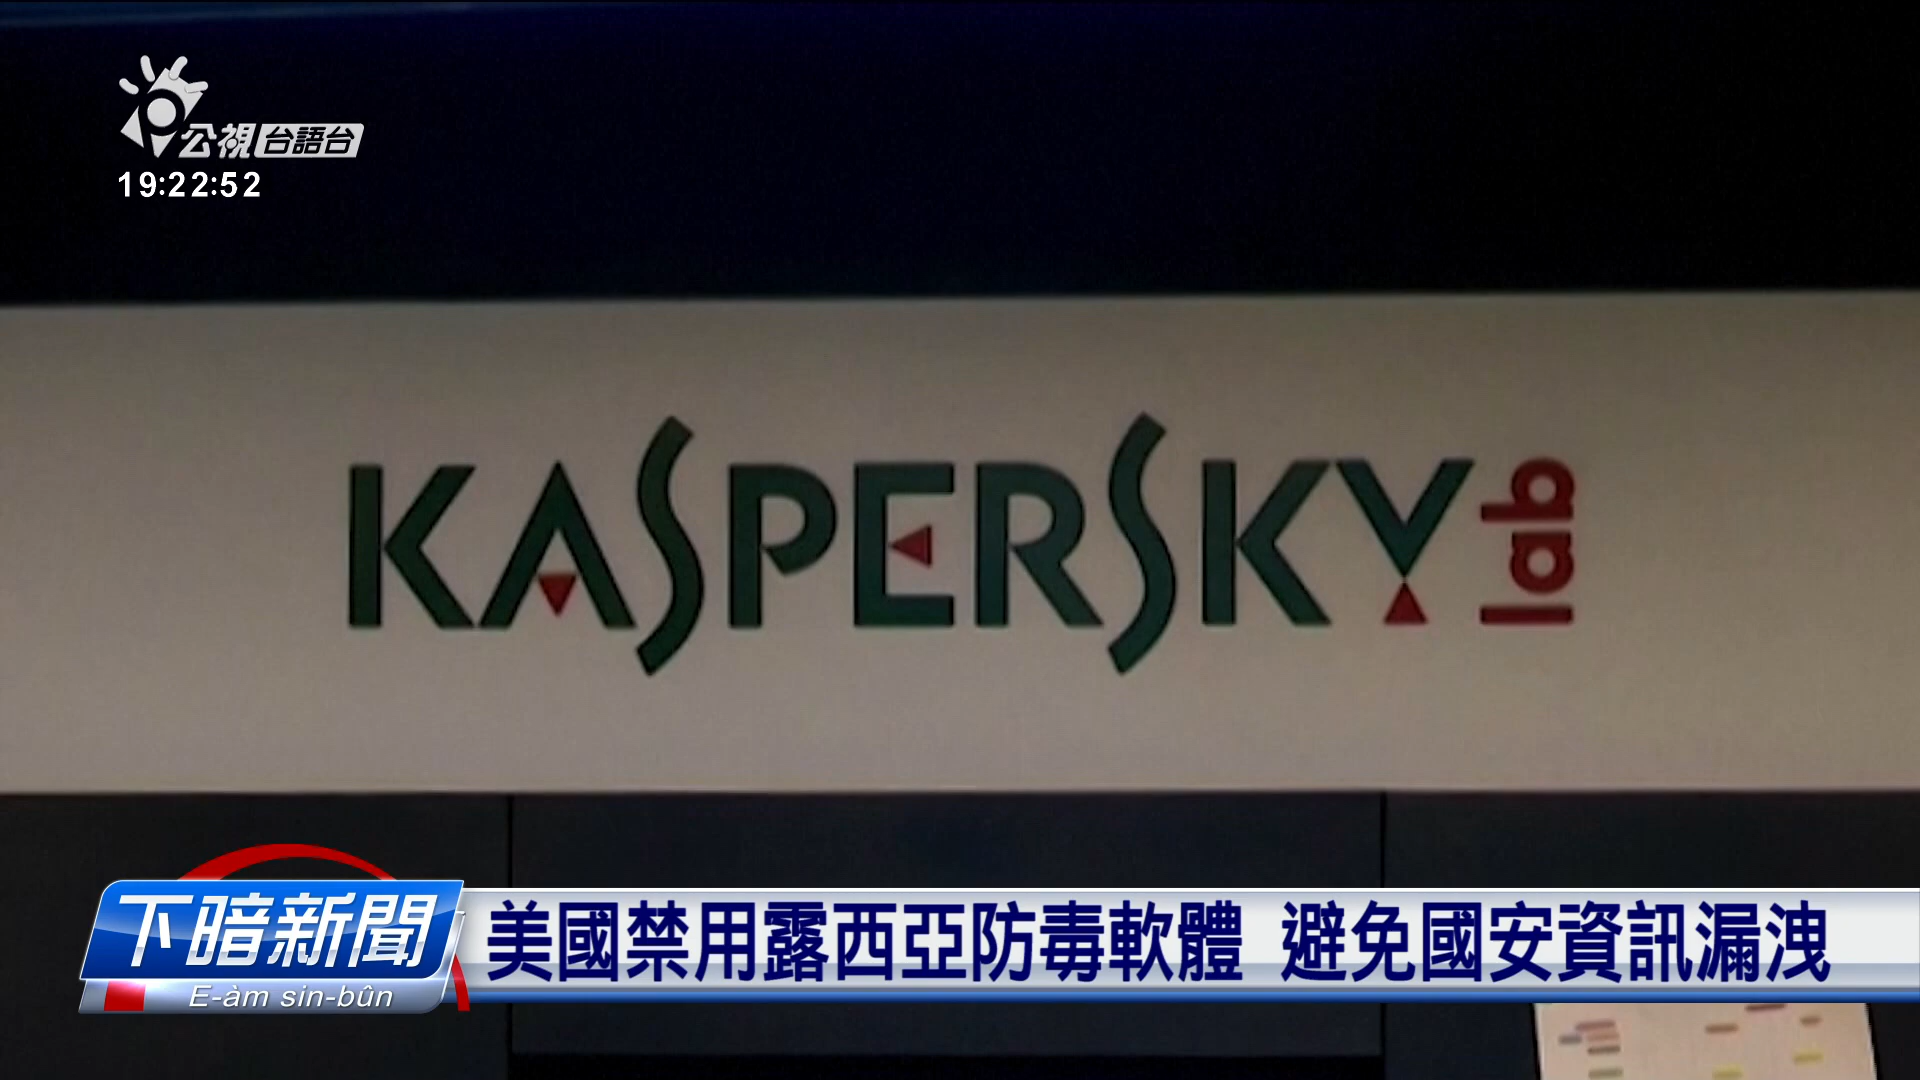 公視台語台
19:22:52
KASPERSKY lab
下暗新聞
E-àm sin-bûn
美國禁用露西亞防毒軟體 避免國安資訊漏洩